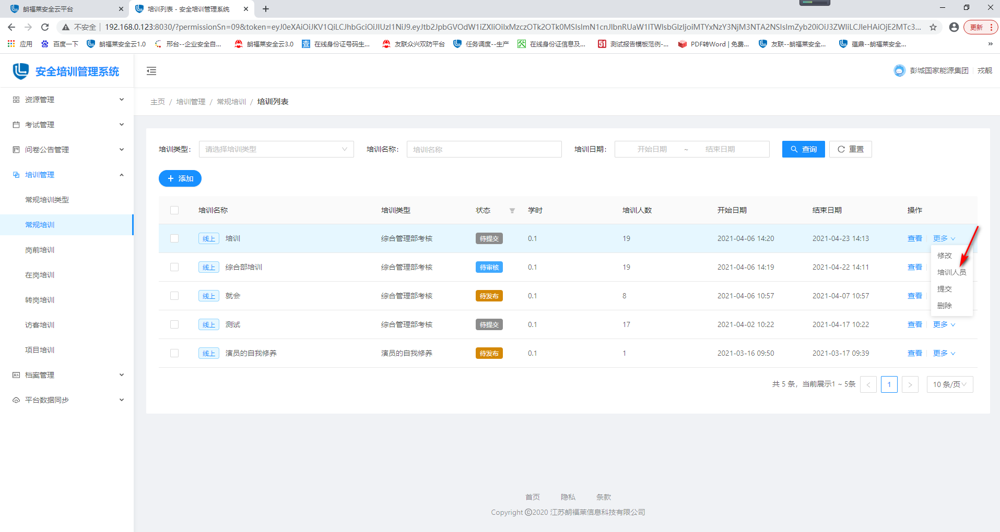 朗福莱安全云平台
培训列表 - 安全培训管理系统
不安全 | 192.168.0.123:8030/?permissionSn=09&token=eyJ0eXAiOiJKV1QiLCJhbGciOiJIUzI1NiJ9.eyJtb2JpbGVOdW1iZXIiOiIxMzczOTk2OTk0MSIsImN1cnJlbnRUaW1lTWlsbGlzIjoiMTYxNzY3NjM3NTA2NSIsImZyb20iOiJ3ZWIiLCJleHAiOjE2MTc3...
更新
应用
百度一下
朗福莱安全云1.0
邢台--企业安全自...
朗福莱安全云3.0
查 在线身份证号码生...
友联众兴双防平台
任务调度--生产
在线身份证信息及...
51 测试报告模板范例-...
PDF转Word | 免费...
友联--朗福莱安全...
蕴鼎--朗福莱安全...
»
安全培训管理系统
彭城国家能源集团 戎靓
资源管理
考试管理
问卷公告管理
培训管理
常规培训类型
常规培训
岗前培训
在岗培训
转岗培训
访客培训
项目培训
档案管理
平台数据同步
主页 / 培训管理 / 常规培训 / 培训列表
培训类型： 请选择培训类型 培训名称： 培训名称 培训日期： 开始日期 ~ 结束日期 查询 重置
+ 添加
培训名称 培训类型 状态 学时 培训人数 开始日期 结束日期 操作
线上 培训 综合管理部考核 待提交 0.1 19 2021-04-06 14:20 2021-04-23 14:13 查看 更多
线上 综合部培训 综合管理部考核 待审核 0.1 19 2021-04-06 14:19 2021-04-22 14:11 查看
线上 就会 综合管理部考核 待发布 0.1 8 2021-04-06 10:57 2021-04-07 10:57 查看
线上 测试 综合管理部考核 待提交 0.1 17 2021-04-02 10:22 2021-04-17 10:22 查看 更多
线上 演员的自我修养 演员的自我修养 待发布 0.1 1 2021-03-16 09:50 2021-03-17 09:39 查看 更多
修改
培训人员
提交
删除
共 5 条，当前展示1 ~ 5条 < 1 > 10 条/页
首页 隐私 条款
Copyright ©2020 江苏朗福莱信息科技有限公司